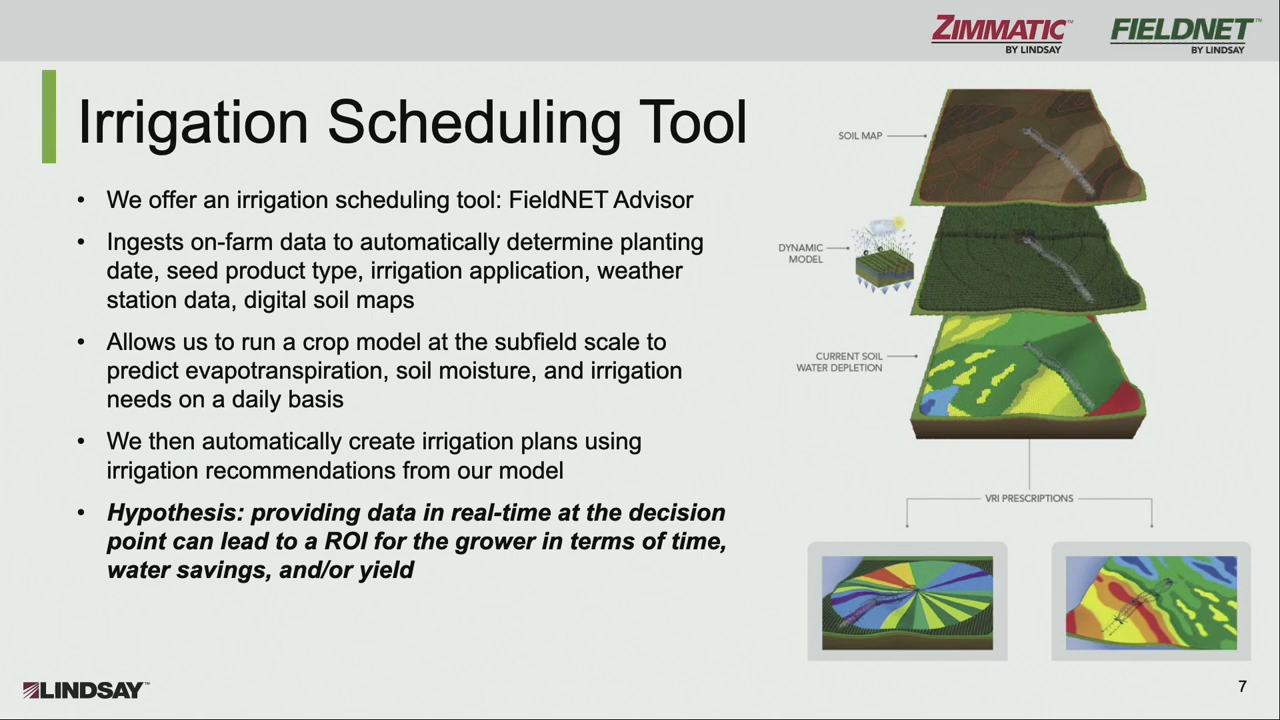 ZIMMATIC™
BY LINDSAY
FIELDNET™
BY LINDSAY
Irrigation Scheduling Tool
• We offer an irrigation scheduling tool: FieldNET Advisor
• Ingests on-farm data to automatically determine planting
date, seed product type, irrigation application, weather
station data, digital soil maps
• Allows us to run a crop model at the subfield scale to
predict evapotranspiration, soil moisture, and irrigation
needs on a daily basis
• We then automatically create irrigation plans using
irrigation recommendations from our model
• Hypothesis: providing data in real-time at the decision
point can lead to a ROI for the grower in terms of time,
water savings, and/or yield
SOIL MAP
DYNAMIC
MODEL
CURRENT SOIL
WATER DEPLETION
VRI PRESCRIPTIONS
LINDSAY™
7